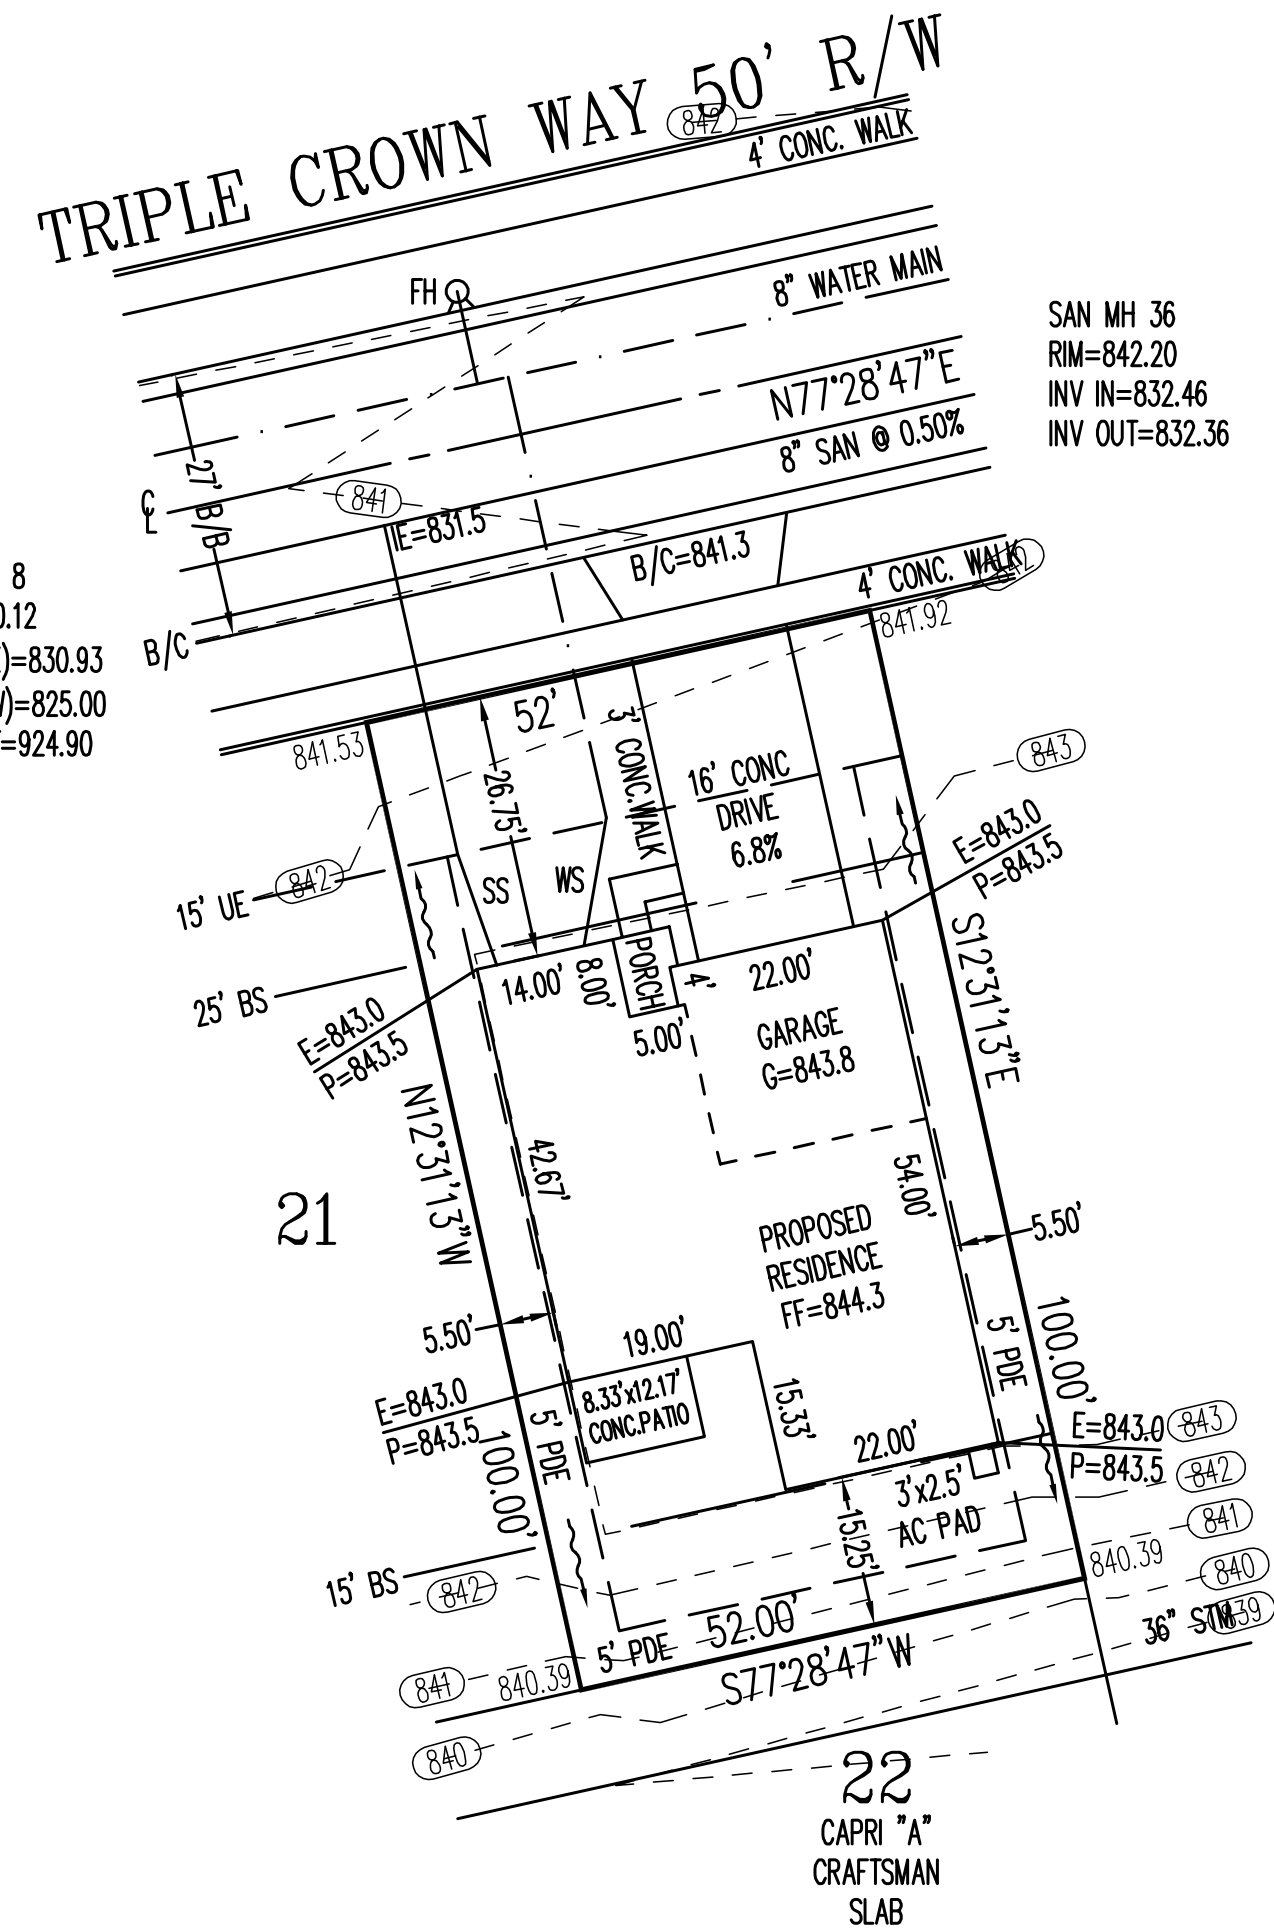 TRIPLE CROWN WAY 50' R/W
842
4' CONC. WALK
FH
8" WATER MAIN
SAN MH 36
RIM=842.20
INV IN=832.46
INV OUT=832.36
N77°28'47"E
8" SAN @ 0.50%
27' B/B
841
IE=831.5
B/C=841.3
8
0.12
)=830.93
)=825.00
=924.90
B/C
4' CONC. WALK
842
841.92
841.53
52'
26.75'
3' CONC.WALK
16' CONC
DRIVE
6.8%
843
E=843.0
P=843.5
15' UE
842
SS
WS
25' BS
14.00'
8.00'
PORCH
4'
22.00'
5.00'
GARAGE
G=843.8
S12°31'13"E
E=843.0
P=843.5
N12°31'13"W
42.67'
54.00'
21
PROPOSED
RESIDENCE
FF=844.3
5.50'
5.50'
19.00'
5' PDE
100.00'
8.33'x12.17'
CONC.PATIO
15.33'
E=843.0
P=843.5
5' PDE
100.00'
22.00'
E=843.0
P=843.5
843
842
841
840
839
3'x2.5'
AC PAD
15.25'
15' BS
842
840.39
36" STM
52.00'
5' PDE
S77°28'47"W
841
840.39
840
22
CAPRI "A"
CRAFTSMAN
SLAB